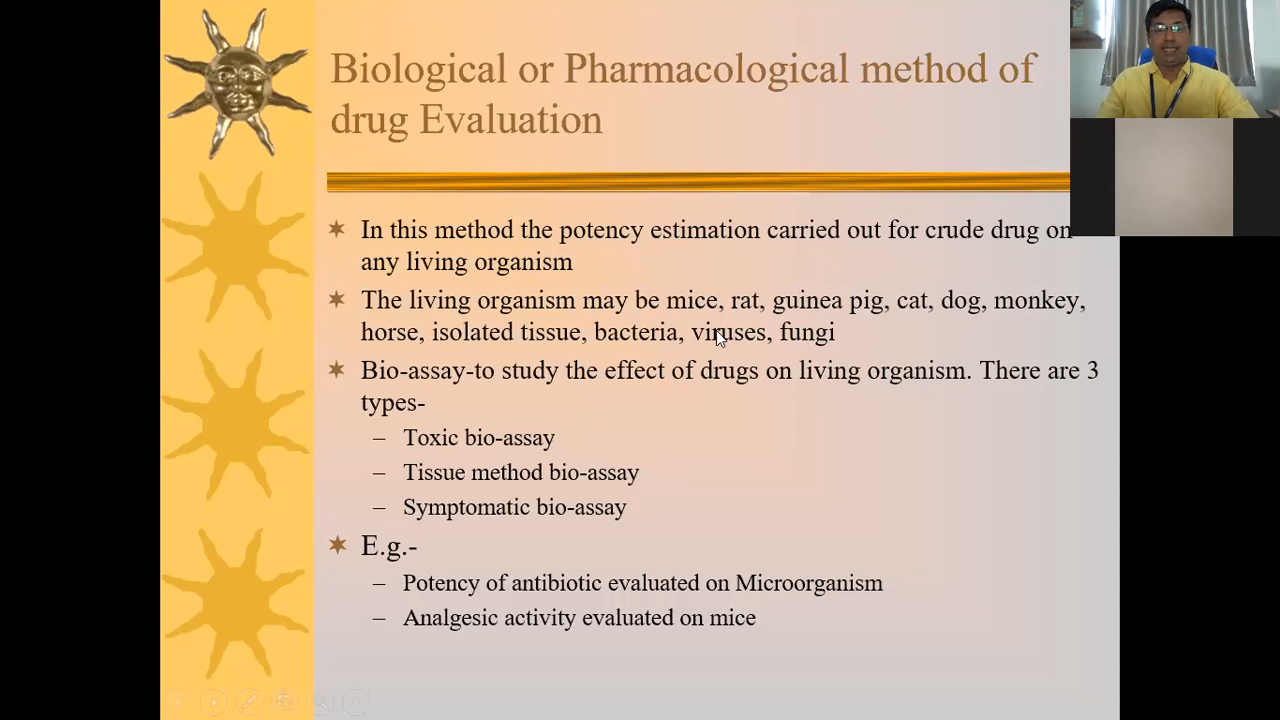 Biological or Pharmacological method of
drug Evaluation
In this method the potency estimation carried out for crude drug on
any living organism
The living organism may be mice, rat, guinea pig, cat, dog, monkey,
horse, isolated tissue, bacteria, viruses, fungi
Bio-assay-to study the effect of drugs on living organism. There are 3
types-
– Toxic bio-assay
– Tissue method bio-assay
– Symptomatic bio-assay
E.g.-
– Potency of antibiotic evaluated on Microorganism
– Analgesic activity evaluated on mice